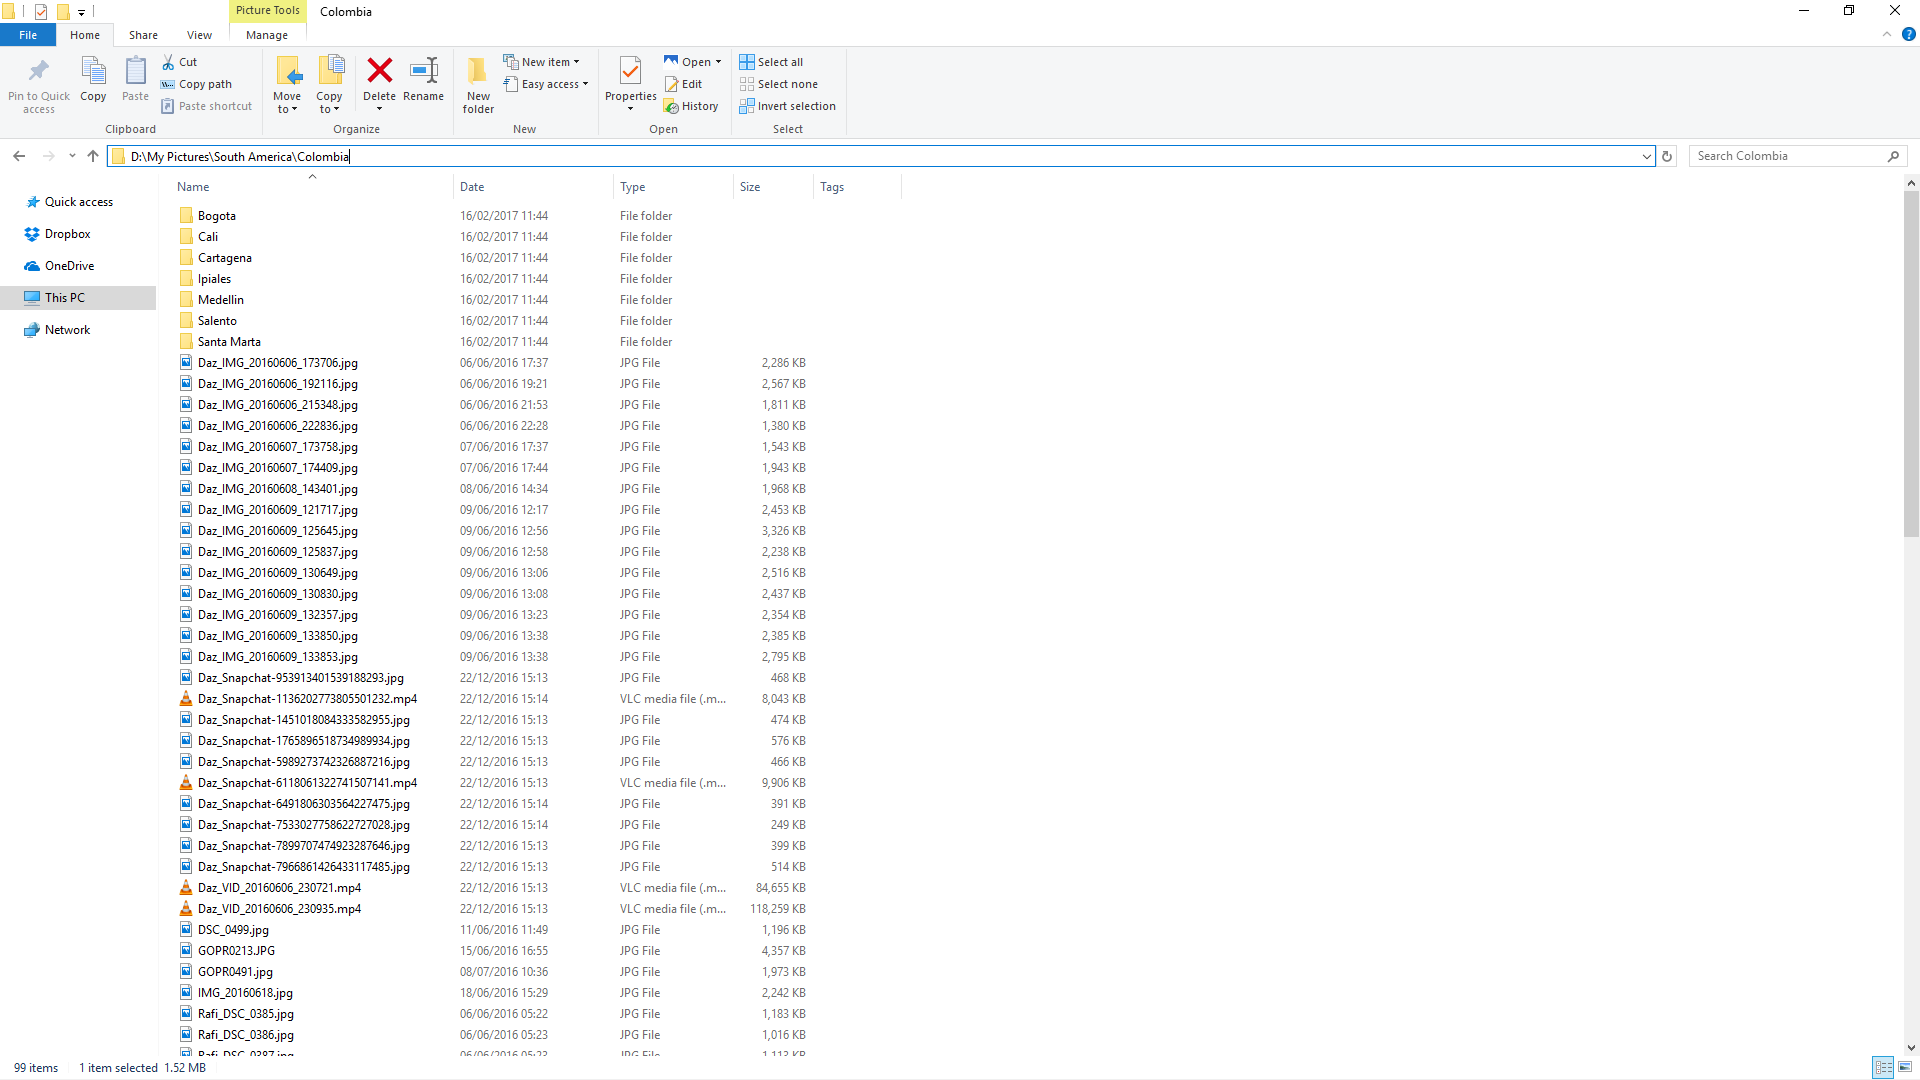 Picture Tools
Colombia
File
Home
Share
View
Manage
Pin to Quick access
Copy
Paste
Cut
Copy path
Paste shortcut
Clipboard
Move to
Copy to
Delete
Rename
Organize
New folder
New item
Easy access
New
Properties
Open
Edit
History
Open
Select all
Select none
Invert selection
Select
D:\My Pictures\South America\Colombia
Search Colombia
Quick access
Dropbox
OneDrive
This PC
Network
Name Date Type Size Tags
Bogota 16/02/2017 11:44 File folder
Cali 16/02/2017 11:44 File folder
Cartagena 16/02/2017 11:44 File folder
Ipiales 16/02/2017 11:44 File folder
Medellin 16/02/2017 11:44 File folder
Salento 16/02/2017 11:44 File folder
Santa Marta 16/02/2017 11:44 File folder
Daz_IMG_20160606_173706.jpg 06/06/2016 17:37 JPG File 2,286 KB
Daz_IMG_20160606_192116.jpg 06/06/2016 19:21 JPG File 2,567 KB
Daz_IMG_20160606_215348.jpg 06/06/2016 21:53 JPG File 1,811 KB
Daz_IMG_20160606_222836.jpg 06/06/2016 22:28 JPG File 1,380 KB
Daz_IMG_20160607_173758.jpg 07/06/2016 17:37 JPG File 1,543 KB
Daz_IMG_20160607_174409.jpg 07/06/2016 17:44 JPG File 1,943 KB
Daz_IMG_20160608_143401.jpg 08/06/2016 14:34 JPG File 1,968 KB
Daz_IMG_20160609_121717.jpg 09/06/2016 12:17 JPG File 2,453 KB
Daz_IMG_20160609_125645.jpg 09/06/2016 12:56 JPG File 3,326 KB
Daz_IMG_20160609_125837.jpg 09/06/2016 12:58 JPG File 2,238 KB
Daz_IMG_20160609_130649.jpg 09/06/2016 13:06 JPG File 2,516 KB
Daz_IMG_20160609_130830.jpg 09/06/2016 13:08 JPG File 2,437 KB
Daz_IMG_20160609_132357.jpg 09/06/2016 13:23 JPG File 2,354 KB
Daz_IMG_20160609_133850.jpg 09/06/2016 13:38 JPG File 2,385 KB
Daz_IMG_20160609_133853.jpg 09/06/2016 13:38 JPG File 2,795 KB
Daz_Snapchat-953913401539188293.jpg 22/12/2016 15:13 JPG File 468 KB
Daz_Snapchat-1136202773805501232.mp4 22/12/2016 15:14 VLC media file (.m... 8,043 KB
Daz_Snapchat-1451018084333582955.jpg 22/12/2016 15:13 JPG File 474 KB
Daz_Snapchat-1765896518734989934.jpg 22/12/2016 15:13 JPG File 576 KB
Daz_Snapchat-5989273742326887216.jpg 22/12/2016 15:13 JPG File 466 KB
Daz_Snapchat-6118061322741507141.mp4 22/12/2016 15:13 VLC media file (.m... 9,906 KB
Daz_Snapchat-6491806303564227475.jpg 22/12/2016 15:14 JPG File 391 KB
Daz_Snapchat-7533027758622727028.jpg 22/12/2016 15:14 JPG File 249 KB
Daz_Snapchat-7899707474923287646.jpg 22/12/2016 15:13 JPG File 399 KB
Daz_Snapchat-7966861426433117485.jpg 22/12/2016 15:13 JPG File 514 KB
Daz_VID_20160606_230721.mp4 22/12/2016 15:13 VLC media file (.m... 84,655 KB
Daz_VID_20160606_230935.mp4 22/12/2016 15:13 VLC media file (.m... 118,259 KB
DSC_0499.jpg 11/06/2016 11:49 JPG File 1,196 KB
GOPR0213.JPG 15/06/2016 16:55 JPG File 4,357 KB
GOPR0491.jpg 08/07/2016 10:36 JPG File 1,973 KB
IMG_20160618.jpg 18/06/2016 15:29 JPG File 2,242 KB
Rafi_DSC_0385.jpg 06/06/2016 05:22 JPG File 1,183 KB
Rafi_DSC_0386.jpg 06/06/2016 05:23 JPG File 1,016 KB
Rafi_DSC_0387.jpg 06/06/2016 05:23 JPG File 1,113 KB
99 items 1 item selected 1.52 MB